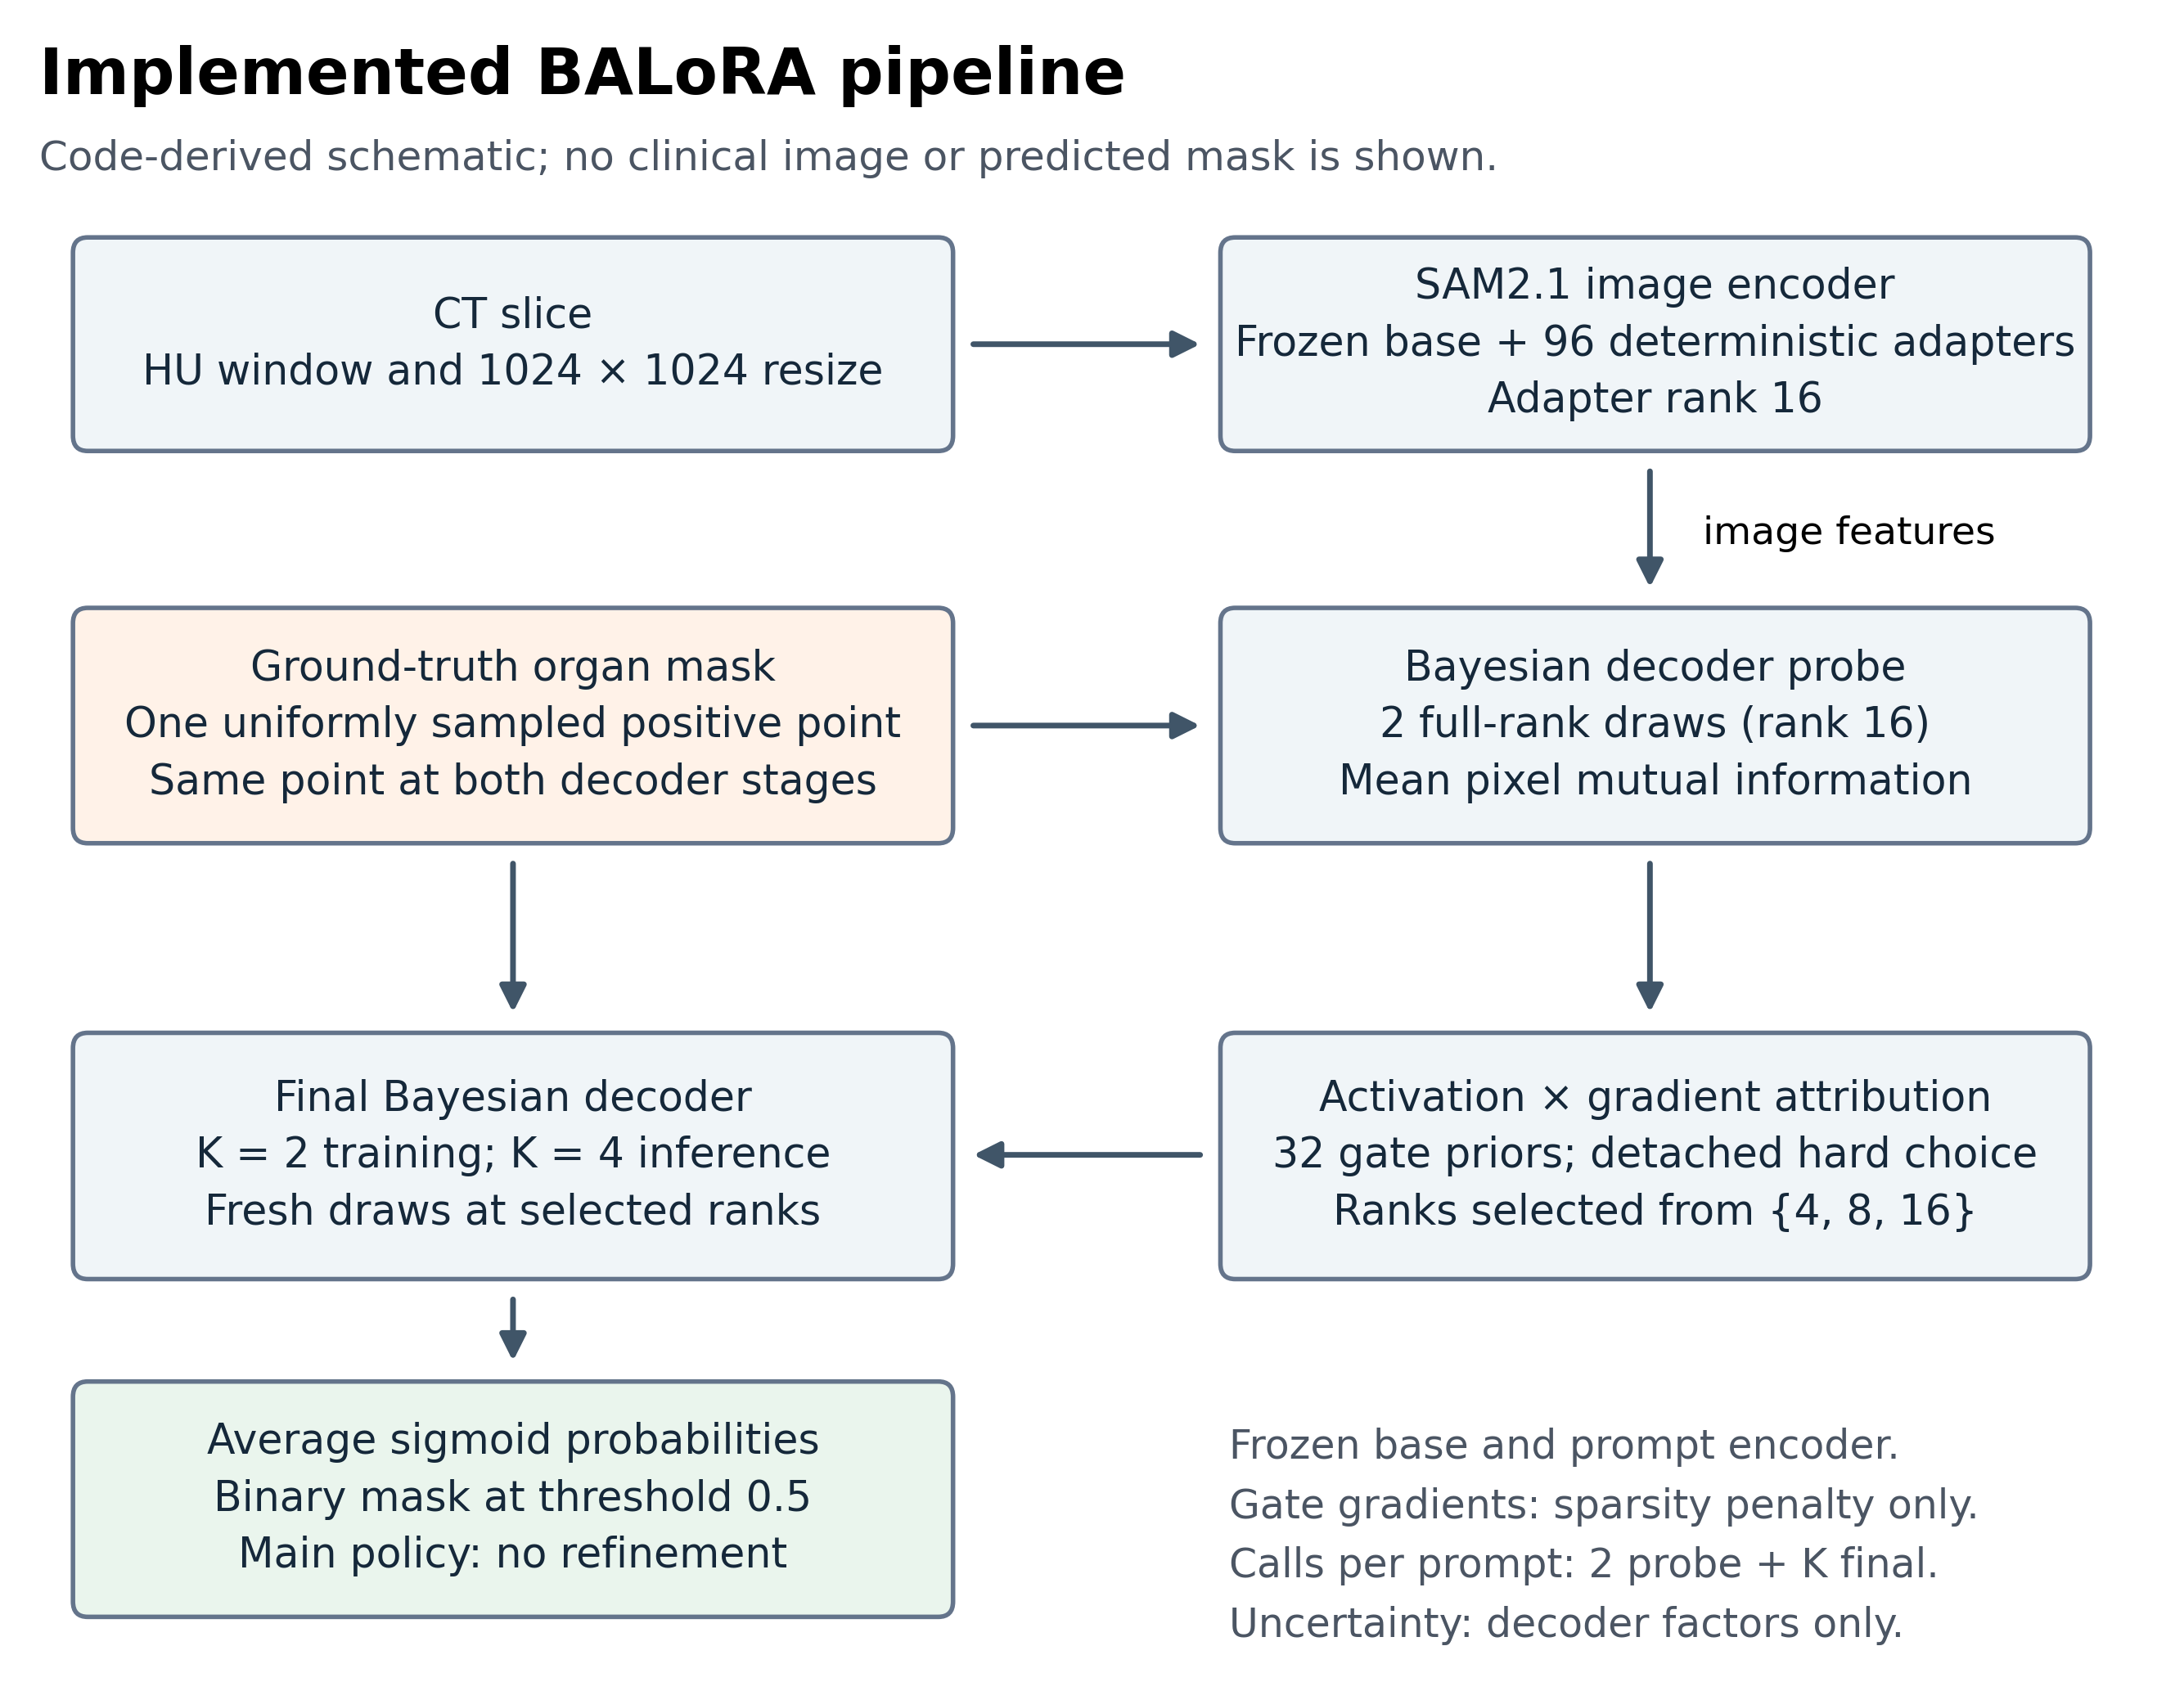 Implemented BALoRA pipeline
Code-derived schematic; no clinical image or predicted mask is shown.
CT slice
HU window and 1024 × 1024 resize
SAM2.1 image encoder
Frozen base + 96 deterministic adapters
Adapter rank 16
image features
Ground-truth organ mask
One uniformly sampled positive point
Same point at both decoder stages
Bayesian decoder probe
2 full-rank draws (rank 16)
Mean pixel mutual information
Final Bayesian decoder
K = 2 training; K = 4 inference
Fresh draws at selected ranks
Activation × gradient attribution
32 gate priors; detached hard choice
Ranks selected from {4, 8, 16}
Average sigmoid probabilities
Binary mask at threshold 0.5
Main policy: no refinement
Frozen base and prompt encoder.
Gate gradients: sparsity penalty only.
Calls per prompt: 2 probe + K final.
Uncertainty: decoder factors only.